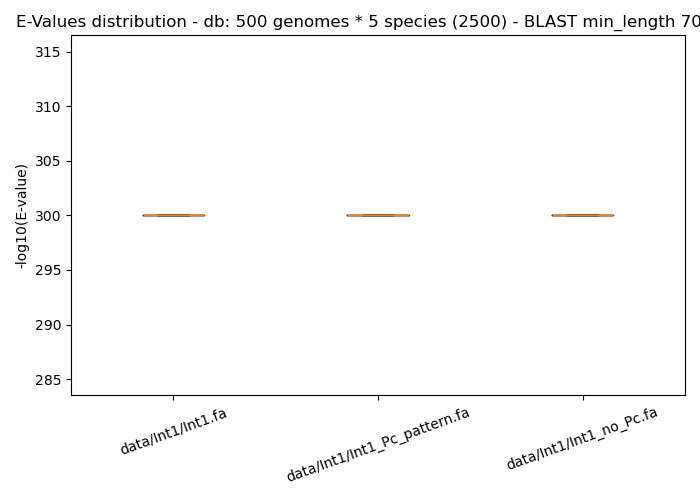 E-Values distribution - db: 500 genomes * 5 species (2500) - BLAST min_length 70
315
310
305
300
295
290
285
-log10(E-value)
data/Int1/Int1.fa
data/Int1/Int1_Pc_pattern.fa
data/Int1/Int1_no_Pc.fa